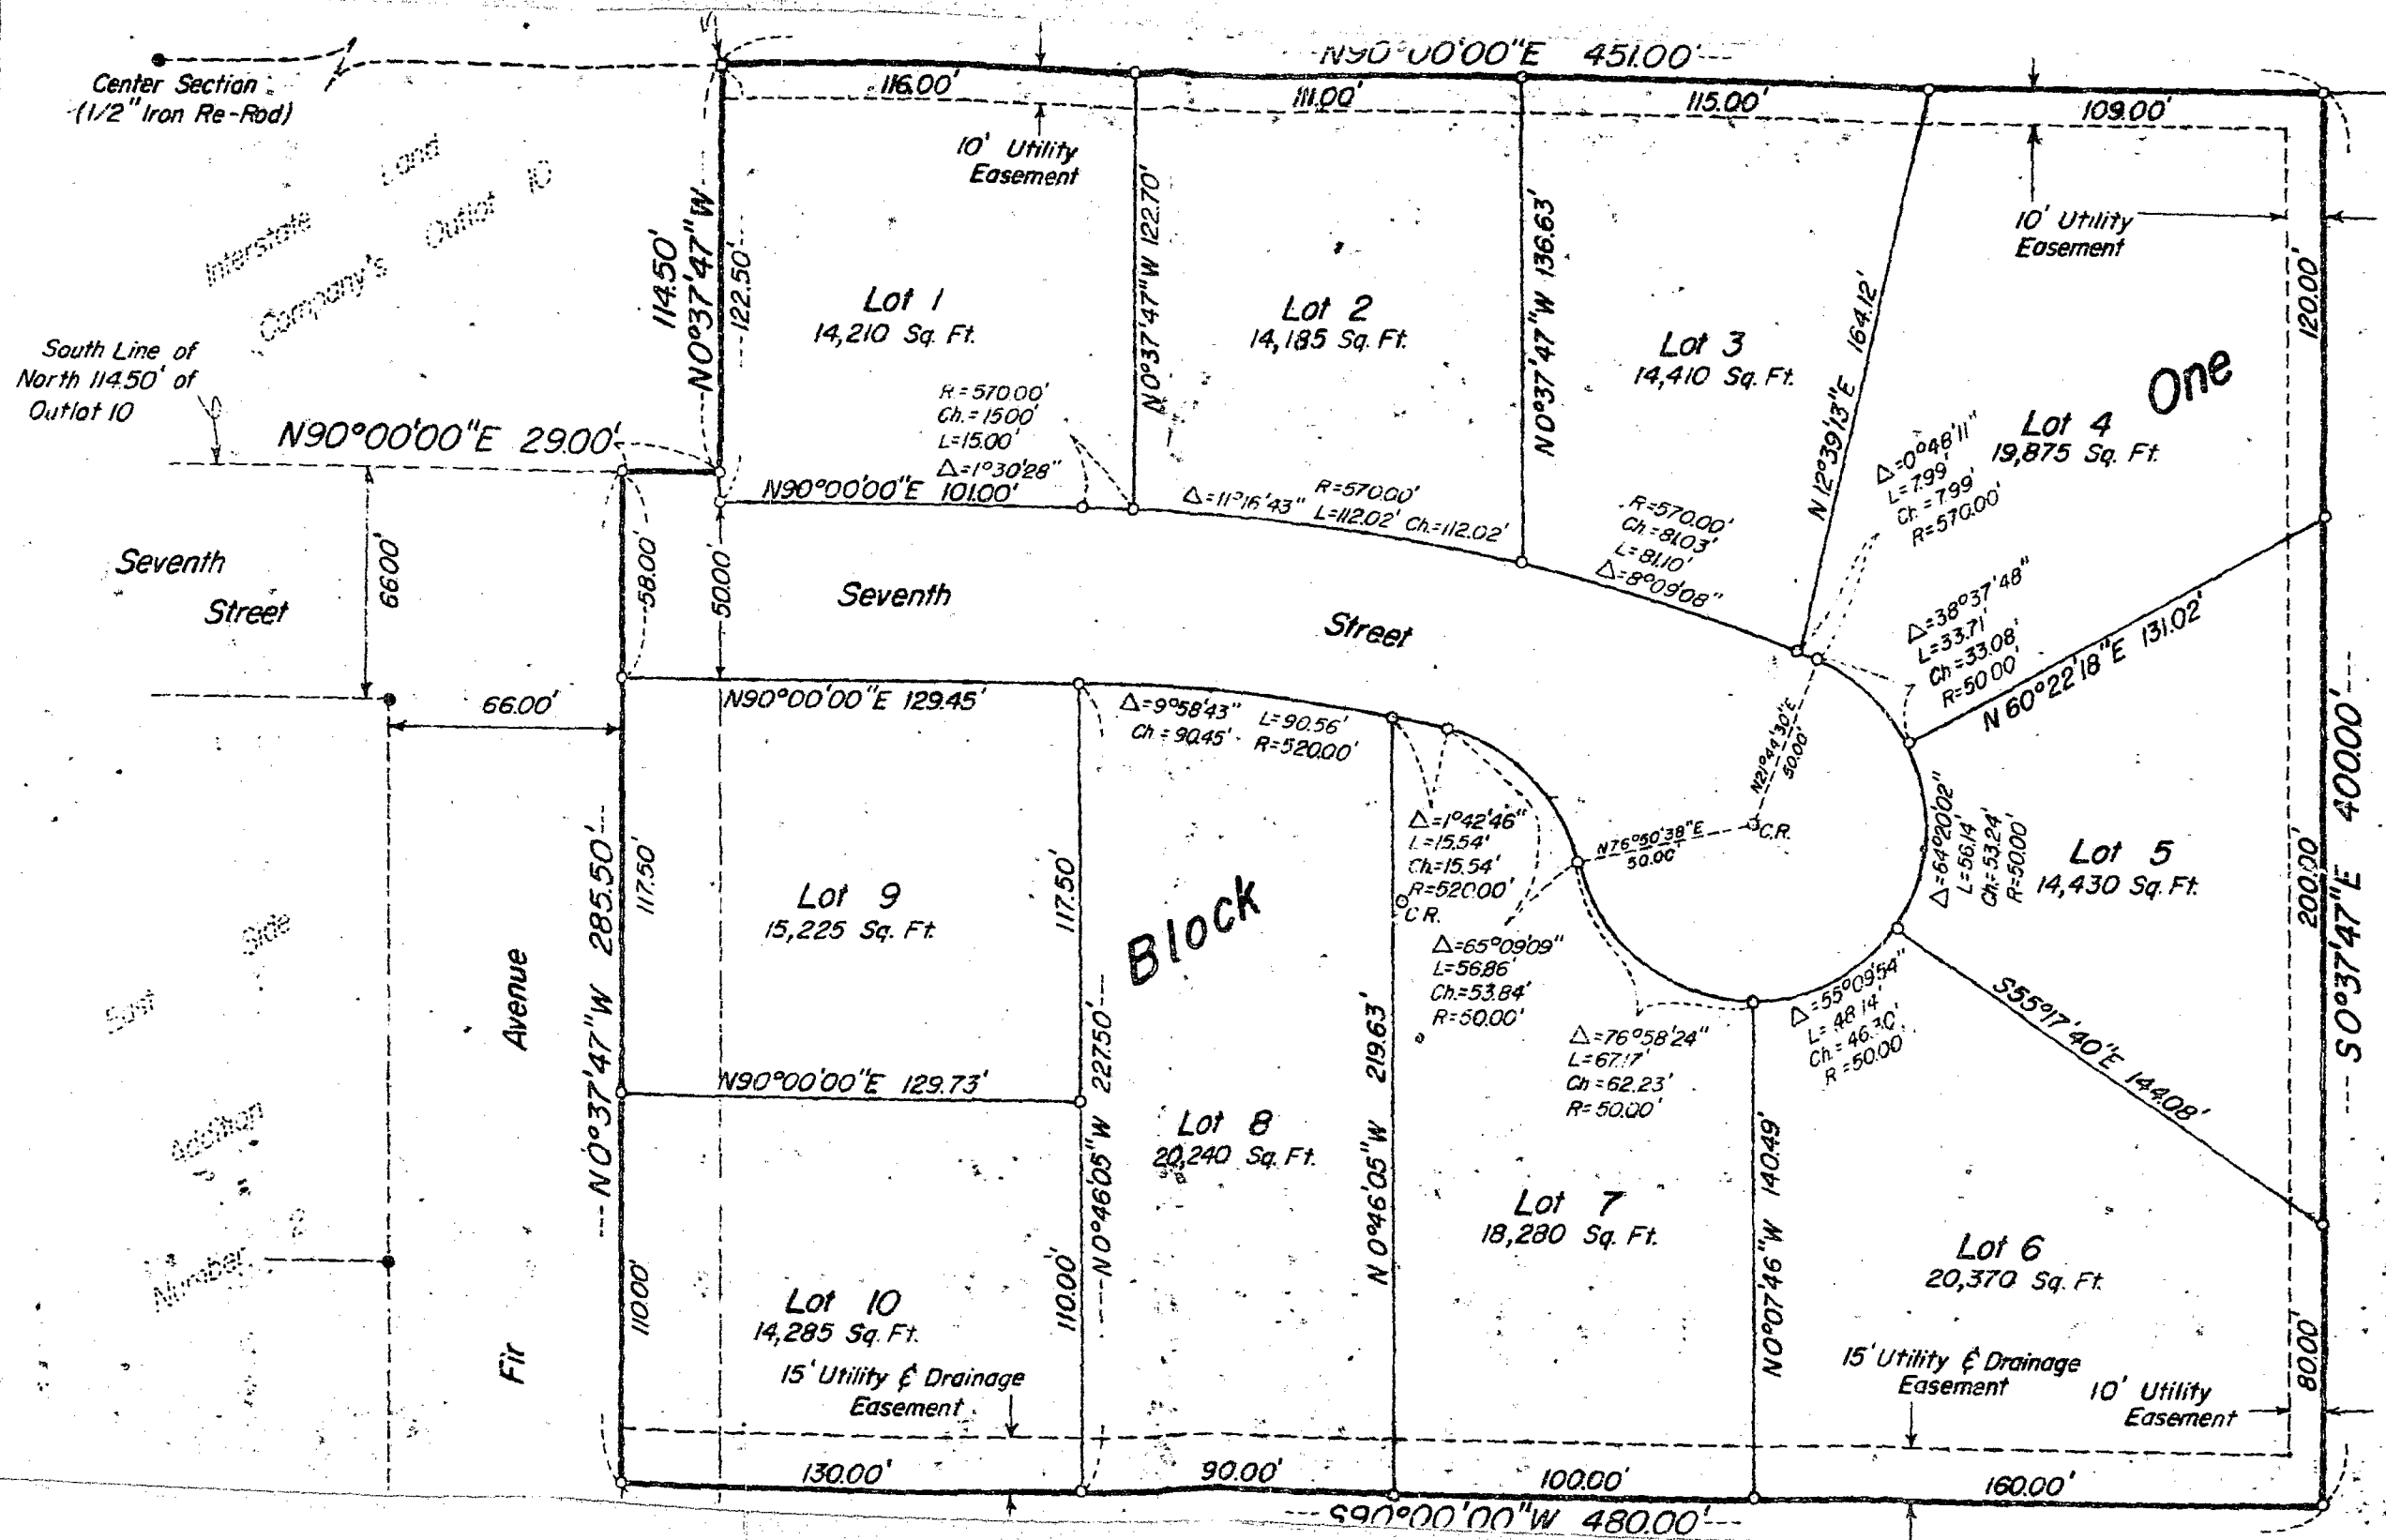 N90°00'00"E 451.00'
Center Section
(1/2" Iron Re-Rod)
116.00'
111.00'
115.00'
109.00'
10' Utility
Easement
10' Utility
Easement
Interstate Land
Company's Outlot 10
114.50'
N0°37'47"W
122.50'
N0°37'47"W 122.70'
N0°37'47"W 136.63'
N12°39'13"E 164.12'
120.00'
Lot 1
14,210 Sq. Ft.
Lot 2
14,185 Sq. Ft.
Lot 3
14,410 Sq. Ft.
Lot 4
19,875 Sq. Ft.
One
South Line of
North 114.50' of
Outlot 10
N90°00'00"E 29.00'
R=570.00'
Ch.=15.00'
L=15.00'
Δ=1°30'28"
N90°00'00"E 101.00'
R=570.00'
Δ=11°16'43" L=112.02' Ch.=112.02'
R=570.00'
Ch.=81.03'
L=81.10'
Δ=8°09'08"
Δ=0°48'11"
L=7.99'
Ch.=7.99'
R=570.00'
Δ=38°37'48"
L=33.71'
Ch=33.08'
R=50.00'
N60°22'18"E 131.02'
Seventh
Street
66.00'
58.00'
50.00'
Seventh
Street
66.00'
N90°00'00"E 129.45'
Δ=9°58'43" L=90.56'
Ch=90.45' R=520.00'
N21°44'30"E
50.00'
N76°50'38"E
50.00'
C.R.
Δ=1°42'46"
L=15.54'
Ch.=15.54'
R=520.00'
C.R.
Δ=65°09'09"
L=56.86'
Ch.=53.84'
R=50.00'
Δ=64°20'02"
L=56.14'
Ch.=53.24'
R=50.00'
Lot 5
14,430 Sq. Ft.
200.00'
S0°37'47"E 400.00'
N0°37'47"W 285.50'
117.50'
Lot 9
15,225 Sq. Ft.
117.50'
Block
East Side
Addition
Number 2
Fir Avenue
N90°00'00"E 129.73'
N0°46'05"W 227.50'
N0°46'05"W 219.63'
Δ=76°58'24"
L=67.17'
Ch=62.23'
R=50.00'
Δ=55°09'54"
L=48.14'
Ch.=46.30'
R=50.00'
S55°17'40"E 144.08'
Lot 8
20,240 Sq. Ft.
Lot 7
18,280 Sq. Ft.
N0°07'46"W 140.49'
Lot 6
20,370 Sq. Ft.
110.00'
Lot 10
14,285 Sq. Ft.
110.00'
80.00'
15' Utility & Drainage
Easement
15' Utility & Drainage
Easement
10' Utility
Easement
130.00'
90.00'
100.00'
160.00'
S90°00'00"W 480.00'